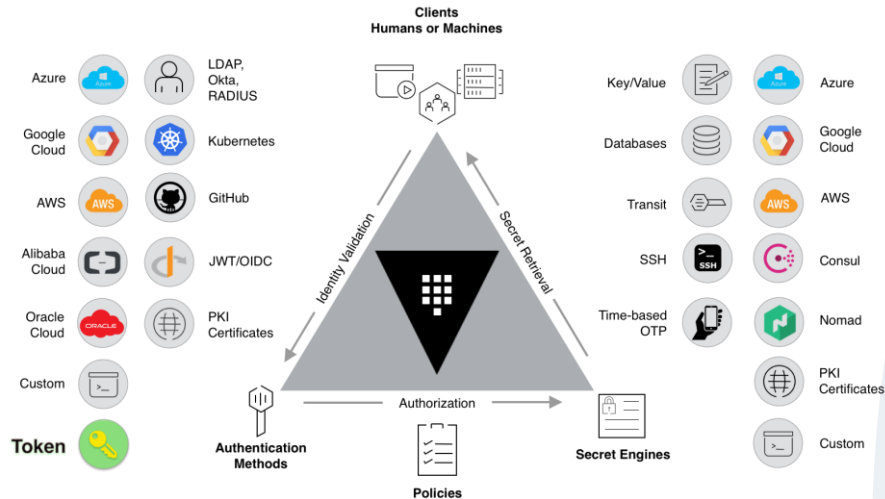 Clients
Humans or Machines
Azure
Azure
LDAP,
Okta,
RADIUS
Google
Cloud
Kubernetes
AWS
AWS
GitHub
Alibaba
Cloud
JWT/OIDC
Oracle
Cloud
ORACLE
PKI
Certificates
Custom
>_
Token
Identity Validation
Secret Retrieval
Authorization
Authentication
Methods
Policies
Secret Engines
Key/Value
Azure
Azure
Databases
Google
Cloud
Transit
AWS
AWS
SSH
>_
SSH
Consul
Time-based
OTP
Nomad
PKI
Certificates
>_
Custom